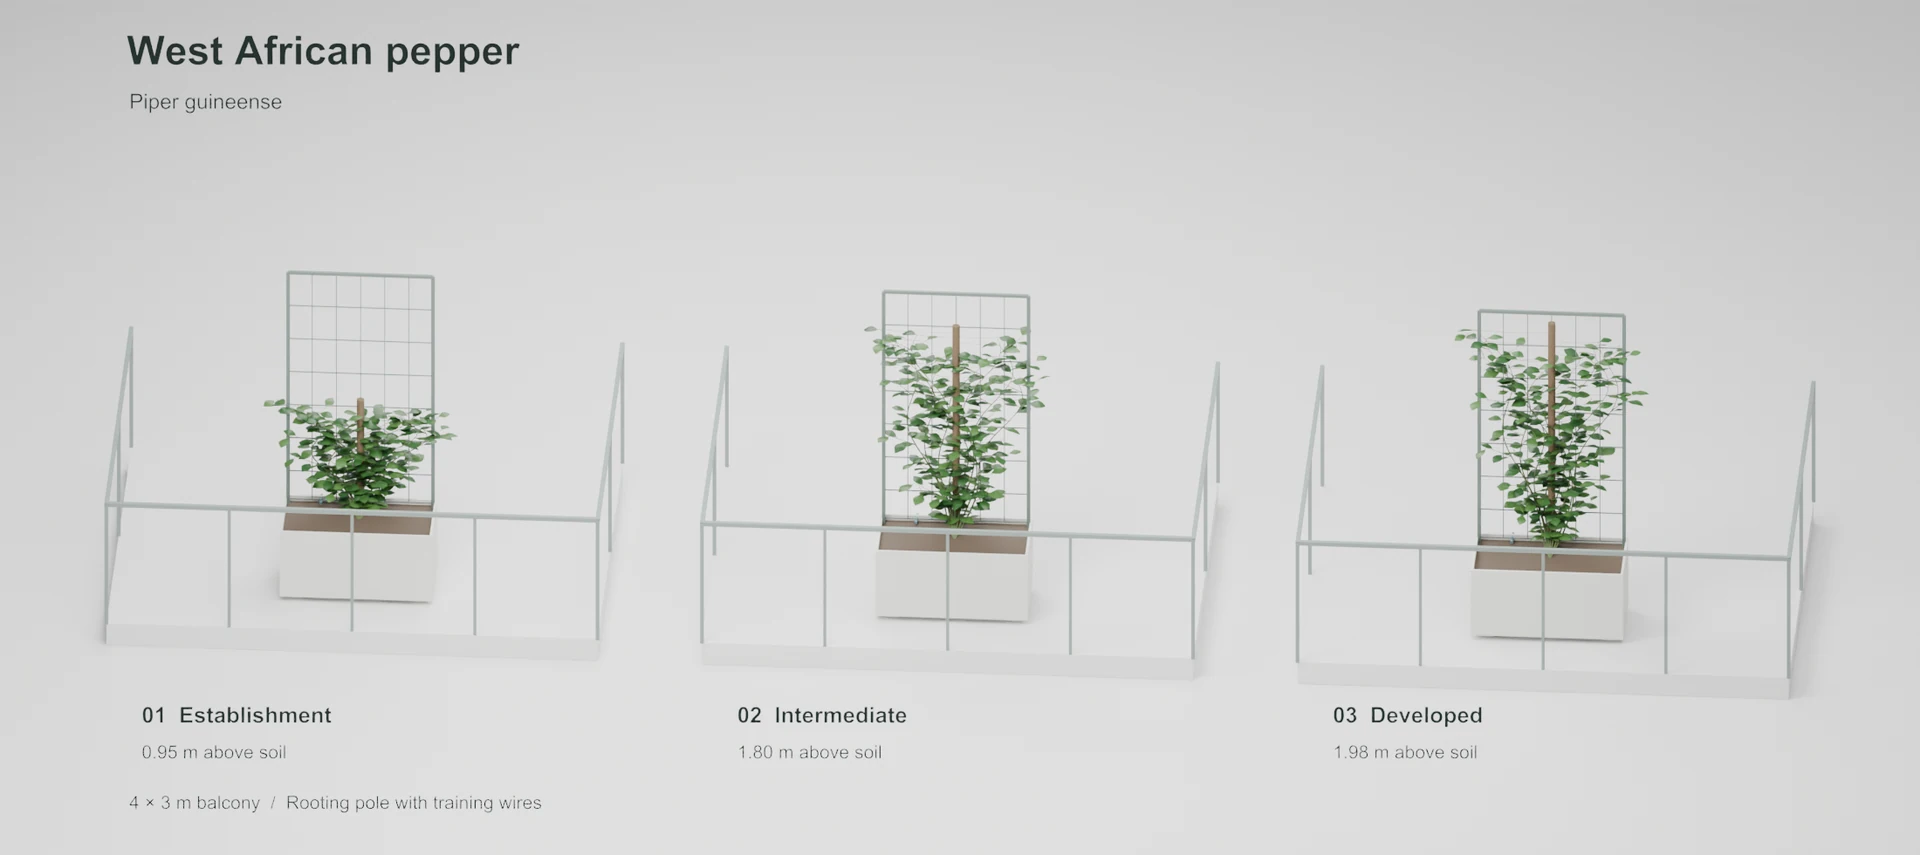 West African pepper
Piper guineense
01 Establishment
0.95 m above soil
02 Intermediate
1.80 m above soil
03 Developed
1.98 m above soil
4 × 3 m balcony / Rooting pole with training wires